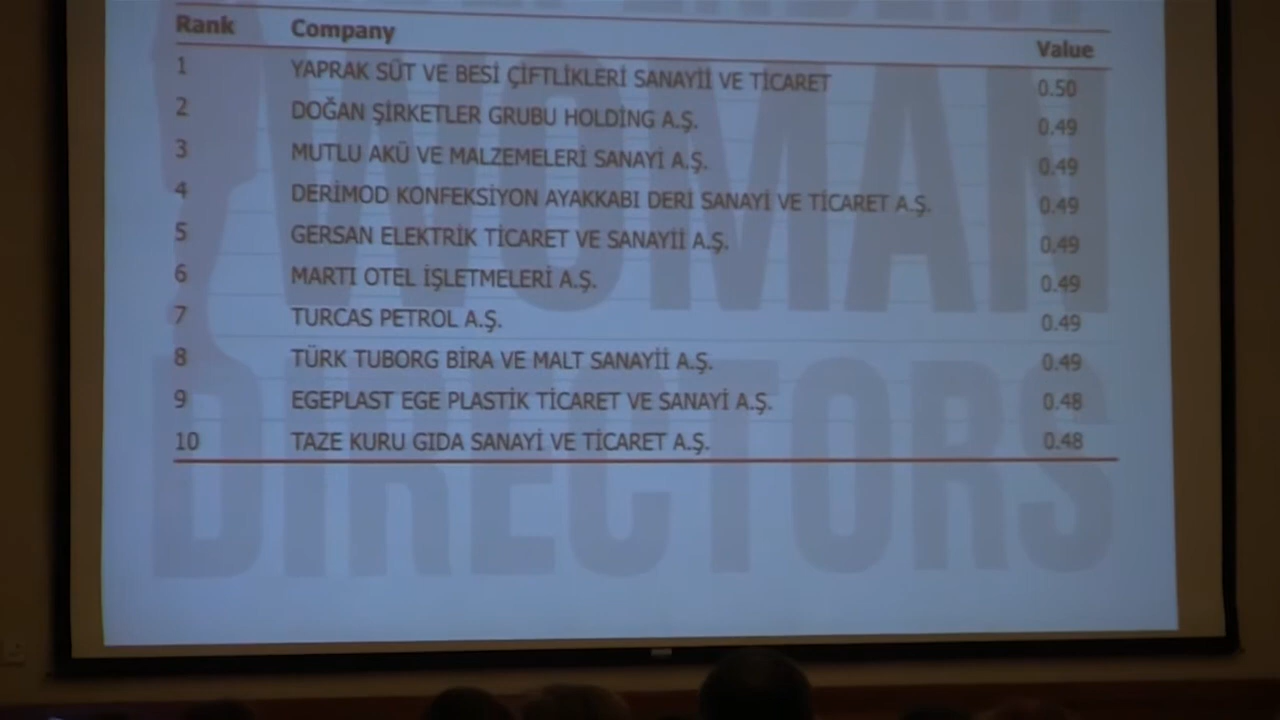 Rank Company Value
1 YAPRAK SÜT VE BESİ ÇİFTLİKLERİ SANAYİİ VE TİCARET 0.50
2 DOĞAN ŞİRKETLER GRUBU HOLDİNG A.Ş. 0.49
3 MUTLU AKÜ VE MALZEMELERİ SANAYİ A.Ş. 0.49
4 DERİMOD KONFEKSİYON AYAKKABI DERİ SANAYİ VE TİCARET A.Ş. 0.49
5 GERSAN ELEKTRİK TİCARET VE SANAYİİ A.Ş. 0.49
6 MARTI OTEL İŞLETMELERİ A.Ş. 0.49
7 TURCAS PETROL A.Ş. 0.49
8 TÜRK TUBORG BİRA VE MALT SANAYİİ A.Ş. 0.49
9 EGEPLAST EGE PLASTİK TİCARET VE SANAYİ A.Ş. 0.48
10 TAZE KURU GIDA SANAYİ VE TİCARET A.Ş. 0.48
WOMAN
DIRECTORS